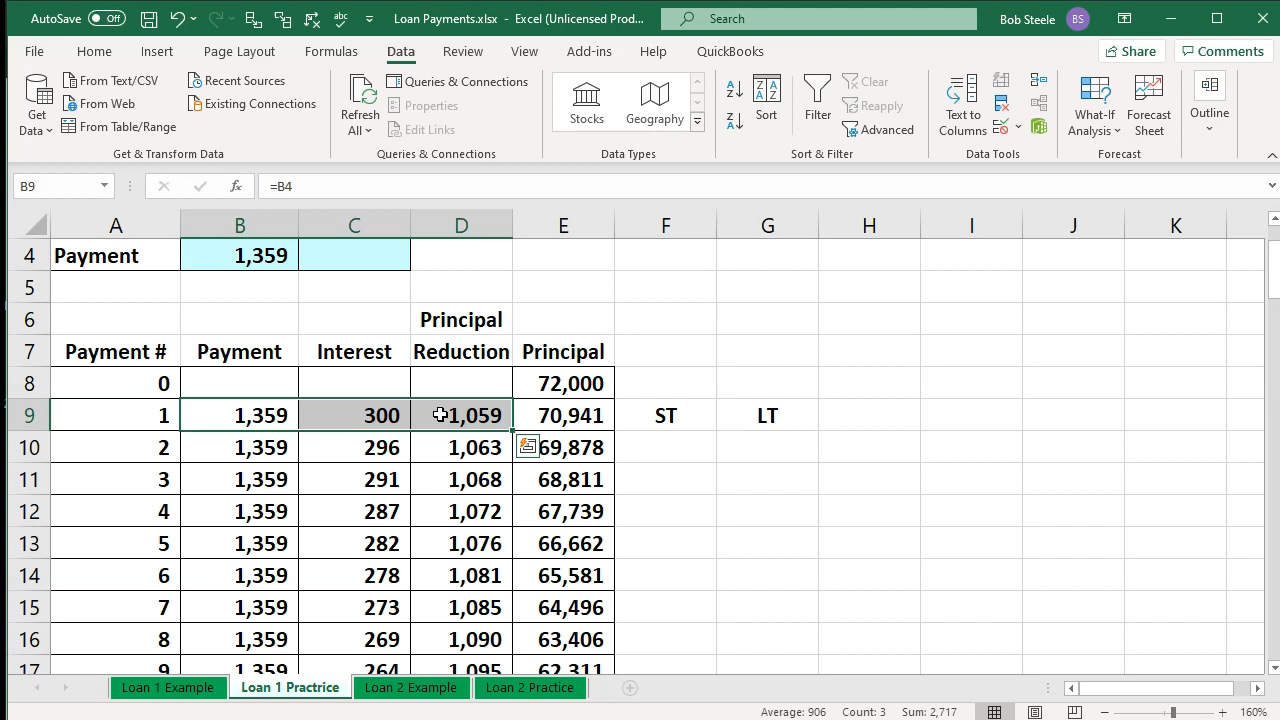 AutoSave Off Loan Payments.xlsx - Excel (Unlicensed Prod... Search Bob Steele BS
File Home Insert Page Layout Formulas Data Review View Add-ins Help QuickBooks Share Comments
Get Data
From Text/CSV
From Web
From Table/Range
Recent Sources
Existing Connections
Get & Transform Data
Refresh All
Queries & Connections
Properties
Edit Links
Queries & Connections
Stocks Geography
Data Types
Sort
Filter
Clear
Reapply
Advanced
Sort & Filter
Text to Columns
Data Tools
What-If Analysis
Forecast Sheet
Forecast
Outline
B9 fx =B4
A B C D E F G H I J K
4 Payment 1,359
5
6 Principal
7 Payment # Payment Interest Reduction Principal
8 0 72,000
9 1 1,359 300 1,059 70,941 ST LT
10 2 1,359 296 1,063 69,878
11 3 1,359 291 1,068 68,811
12 4 1,359 287 1,072 67,739
13 5 1,359 282 1,076 66,662
14 6 1,359 278 1,081 65,581
15 7 1,359 273 1,085 64,496
16 8 1,359 269 1,090 63,406
17 9 1,359 264 1,095 62,311
Loan 1 Example Loan 1 Practrice Loan 2 Example Loan 2 Practice
Average: 906 Count: 3 Sum: 2,717 160%